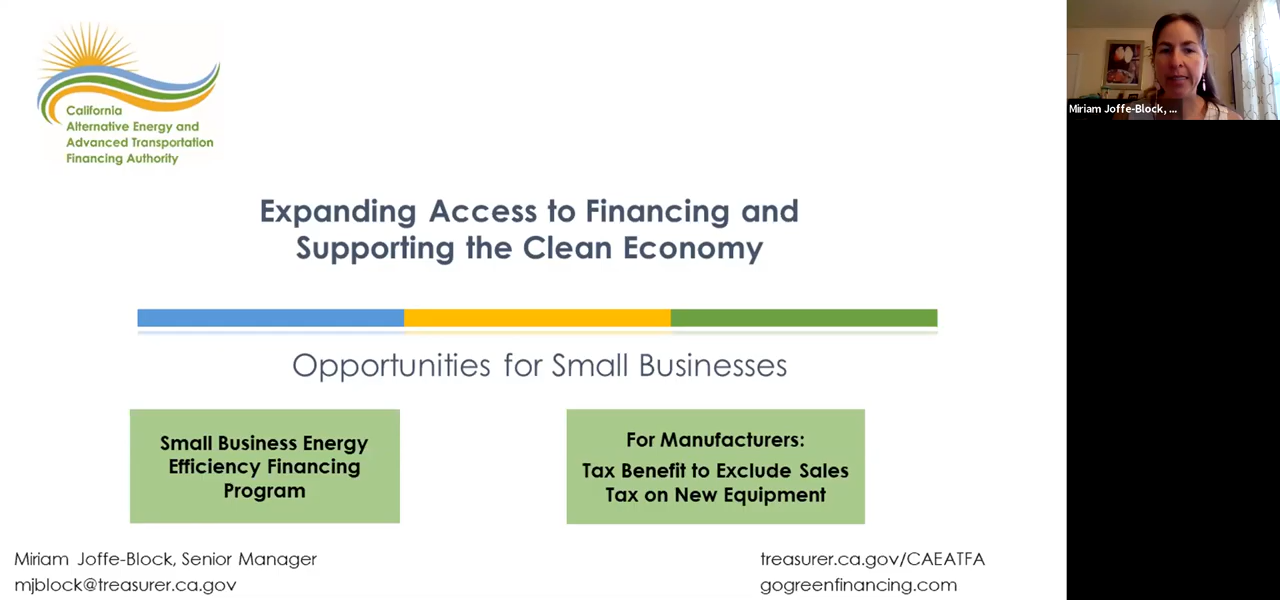 California
Alternative Energy and
Advanced Transportation
Financing Authority
Miriam Joffe-Block, ...
Expanding Access to Financing and
Supporting the Clean Economy
Opportunities for Small Businesses
Small Business Energy
Efficiency Financing
Program
For Manufacturers:
Tax Benefit to Exclude Sales
Tax on New Equipment
Miriam Joffe-Block, Senior Manager
mjblock@treasurer.ca.gov
treasurer.ca.gov/CAEATFA
gogreenfinancing.com